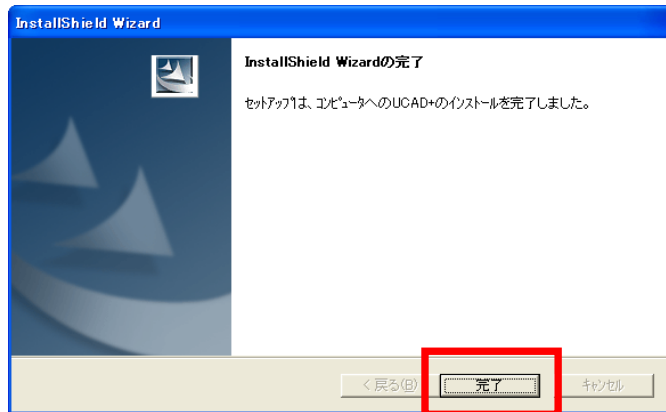 InstallShield Wizard
InstallShield Wizardの完了
ｾｯﾄｱｯﾌﾟは、ｺﾝﾋﾟｭｰﾀへのUCAD+のｲﾝｽﾄｰﾙを完了しました。
< 戻る(B)
完了
ｷｬﾝｾﾙ